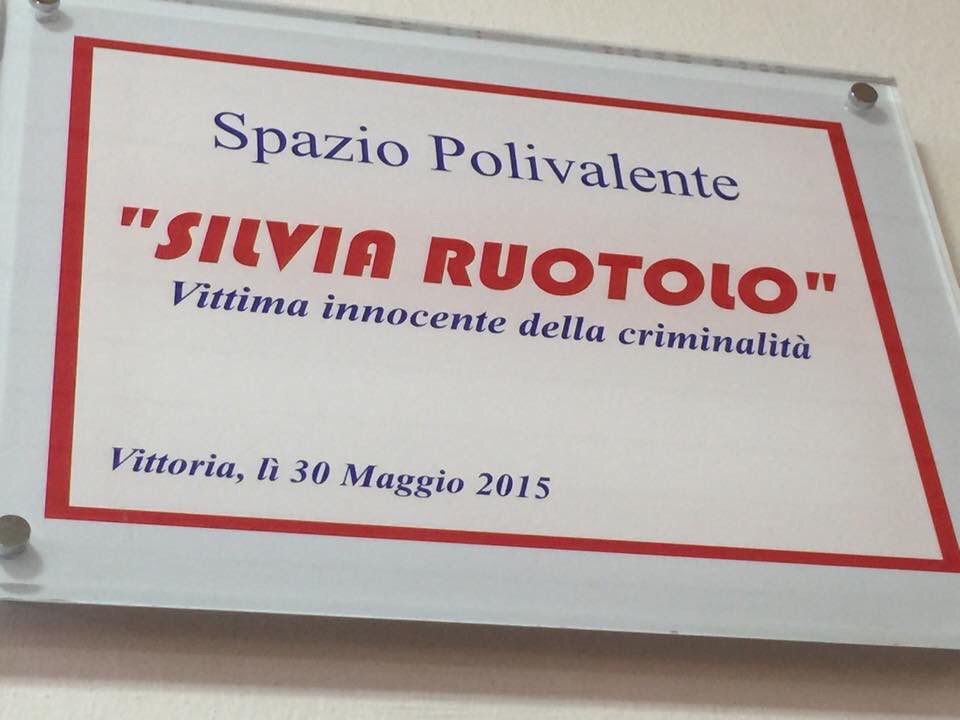 Spazio Polivalente
"SILVIA RUOTOLO"
Vittima innocente della criminalità
Vittoria, lì 30 Maggio 2015